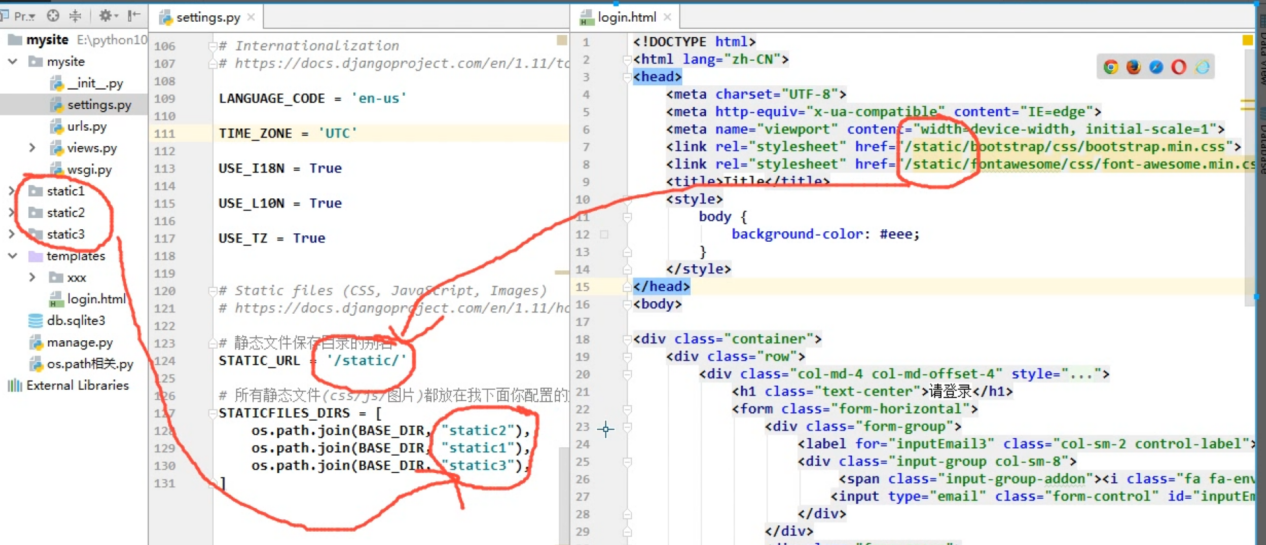 Pr...
settings.py
login.html
mysite E:\python10
mysite
__init__.py
settings.py
urls.py
views.py
wsgi.py
static1
static2
static3
templates
xxx
login.html
db.sqlite3
manage.py
os.path相关.py
External Libraries
106 # Internationalization
107 # https://docs.djangoproject.com/en/1.11/to
108
109 LANGUAGE_CODE = 'en-us'
110
111 TIME_ZONE = 'UTC'
112
113 USE_I18N = True
114
115 USE_L10N = True
116
117 USE_TZ = True
118
119
120 # Static files (CSS, JavaScript, Images)
121 # https://docs.djangoproject.com/en/1.11/ho
122
123 # 静态文件保存目录的别名
124 STATIC_URL = '/static/'
125
126 # 所有静态文件(css/js/图片)都放在我下面你配置的
127 STATICFILES_DIRS = [
128 os.path.join(BASE_DIR, "static2"),
129 os.path.join(BASE_DIR, "static1"),
130 os.path.join(BASE_DIR, "static3"),
131 ]
1 <!DOCTYPE html>
2 <html lang="zh-CN">
3 <head>
4 <meta charset="UTF-8">
5 <meta http-equiv="x-ua-compatible" content="IE=edge">
6 <meta name="viewport" content="width=device-width, initial-scale=1">
7 <link rel="stylesheet" href="/static/bootstrap/css/bootstrap.min.css">
8 <link rel="stylesheet" href="/static/fontawesome/css/font-awesome.min.cs
9 <title>Title</title>
10 <style>
11 body {
12 background-color: #eee;
13 }
14 </style>
15 </head>
16 <body>
17
18 <div class="container">
19 <div class="row">
20 <div class="col-md-4 col-md-offset-4" style="...">
21 <h1 class="text-center">请登录</h1>
22 <form class="form-horizontal">
23 <div class="form-group">
24 <label for="inputEmail3" class="col-sm-2 control-label">
25 <div class="input-group col-sm-8">
26 <span class="input-group-addon"><i class="fa fa-env
27 <input type="email" class="form-control" id="inputEm
28 </div>
29 </div>
Data View
Database